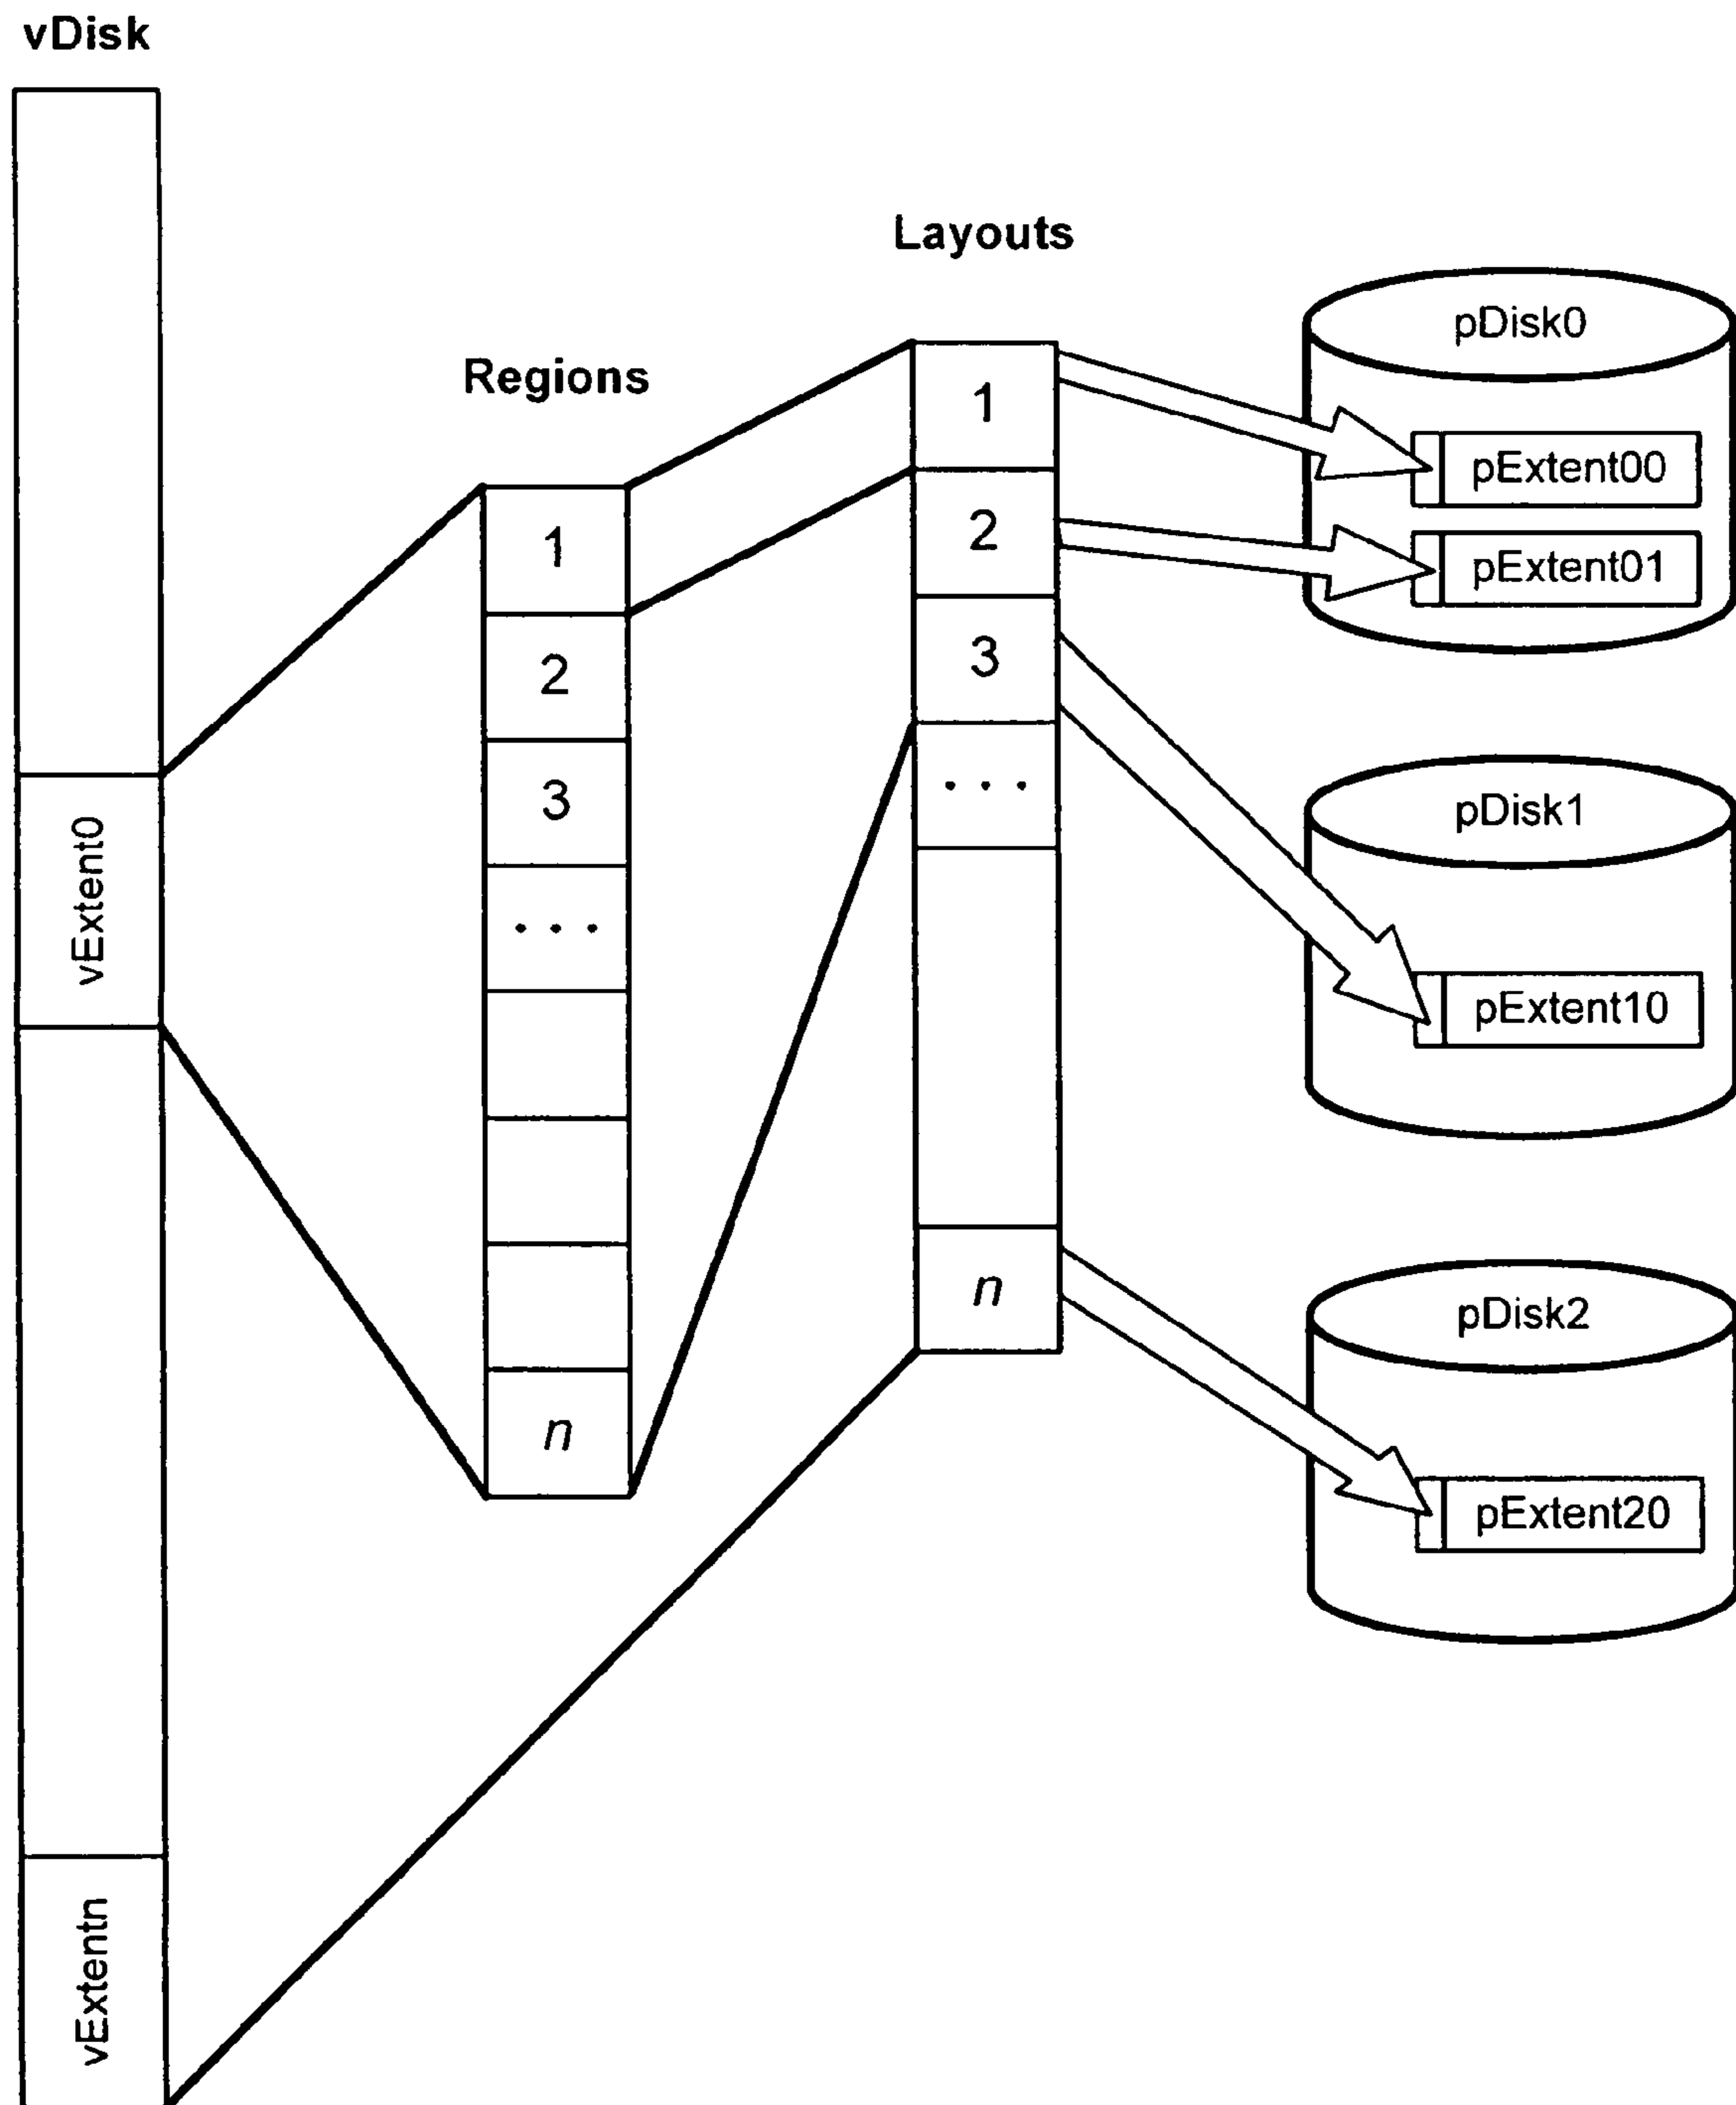 vDisk
vExtent0
vExtentn
Regions
1
2
3
...
n
Layouts
1
2
3
...
n
pDisk0
pExtent00
pExtent01
pDisk1
pExtent10
pDisk2
pExtent20